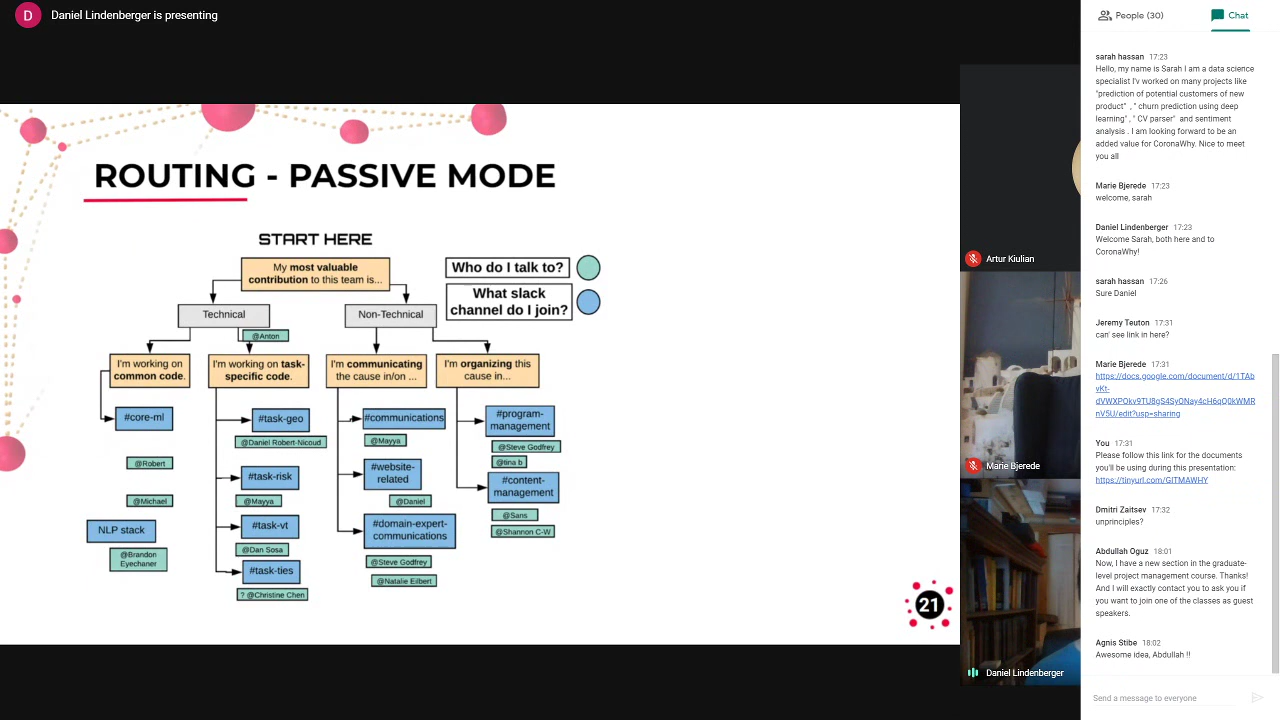 D
Daniel Lindenberger is presenting
ROUTING - PASSIVE MODE
START HERE
My most valuable
contribution to this team is...
Who do I talk to?
What slack
channel do I join?
Technical
Non-Technical
@Anton
I'm working on
common code.
I'm working on task-
specific code.
I'm communicating
the cause in/on ...
I'm organizing this
cause in...
#core-ml
@Robert
@Michael
NLP stack
@Brandon
Eyechaner
#task-geo
@Daniel Robert-Nicoud
#task-risk
@Mayya
#task-vt
@Dan Sosa
#task-ties
? @Christine Chen
#communications
@Mayya
#website-
related
@Daniel
#domain-expert-
communications
@Steve Godfrey
@Natalie Eilbert
#program-
management
@Steve Godfrey
@tina b
#content-
management
@Sans
@Shannon C-W
21
Artur Kiulian
Marie Bjerede
Daniel Lindenberger
People (30)
Chat
sarah hassan 17:23
Hello, my name is Sarah I am a data science
specialist I'v worked on many projects like
"prediction of potential customers of new
product" , " churn prediction using deep
learning" , " CV parser" and sentiment
analysis . I am looking forward to be an
added value for CoronaWhy. Nice to meet
you all
Marie Bjerede 17:23
welcome, sarah
Daniel Lindenberger 17:23
Welcome Sarah, both here and to
CoronaWhy!
sarah hassan 17:26
Sure Daniel
Jeremy Teuton 17:31
can' see link in here?
Marie Bjerede 17:31
https://docs.google.com/document/d/1TAb
vKt-
dVWXPOkv9TU8gS4SyONay4cH6qQ0kWMR
nV5U/edit?usp=sharing
You 17:31
Please follow this link for the documents
you'll be using during this presentation:
https://tinyurl.com/GITMAWHY
Dmitri Zaitsev 17:32
unprinciples?
Abdullah Oguz 18:01
Now, I have a new section in the graduate-
level project management course. Thanks!
And I will exactly contact you to ask you if
you want to join one of the classes as guest
speakers.
Agnis Stibe 18:02
Awesome idea, Abdullah !!
Send a message to everyone